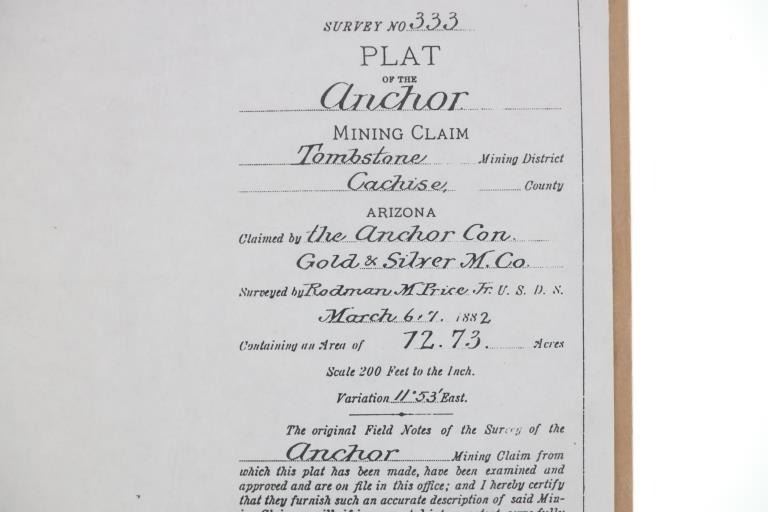 SURVEY NO 333
PLAT
OF THE
Anchor
MINING CLAIM
Tombstone Mining District
Cachise, County
ARIZONA
Claimed by the Anchor Con.
Gold & Silver M. Co.
Surveyed by Rodman M Price Jr. U. S. D. S.
March 6, 7. 1882
Containing an Area of 12.73. Acres
Scale 200 Feet to the Inch.
Variation 11° 53' East.
The original Field Notes of the Survey of the
Anchor Mining Claim from
which this plat has been made, have been examined and
approved and are on file in this office; and I hereby certify
that they furnish such an accurate description of said Min-